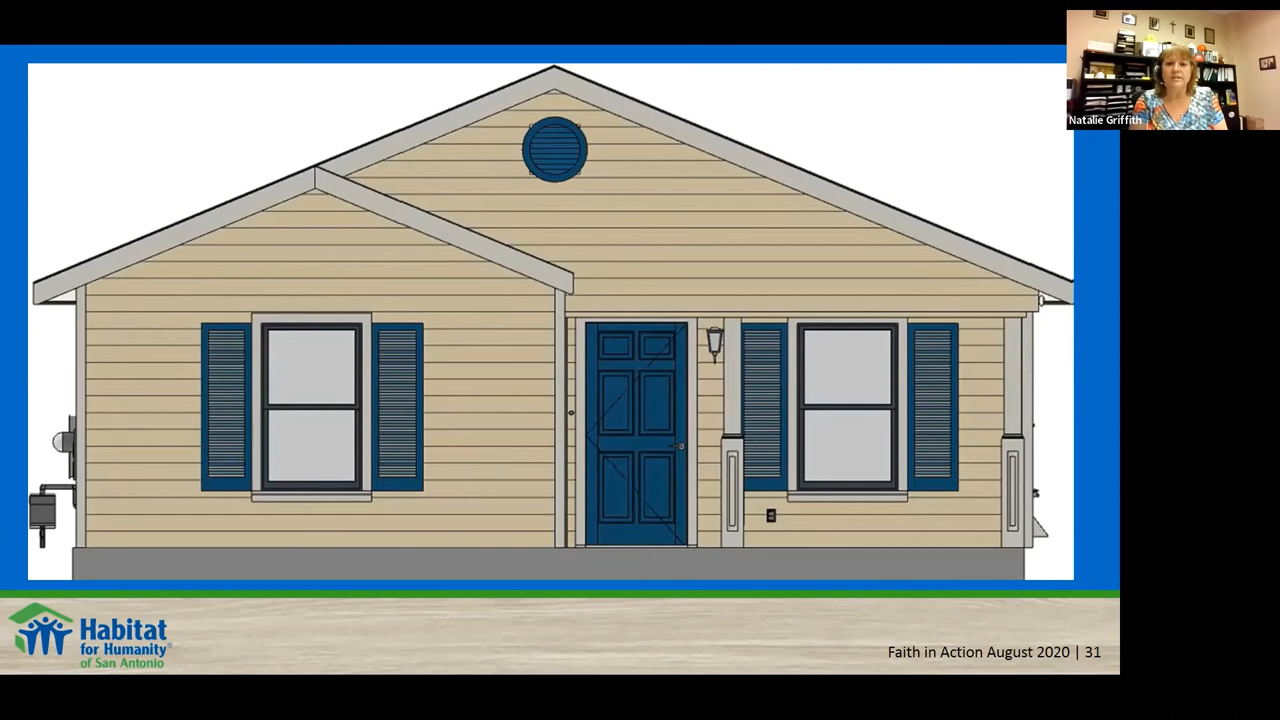 Natalie Griffith
Habitat
for Humanity®
of San Antonio
Faith in Action August 2020 | 31